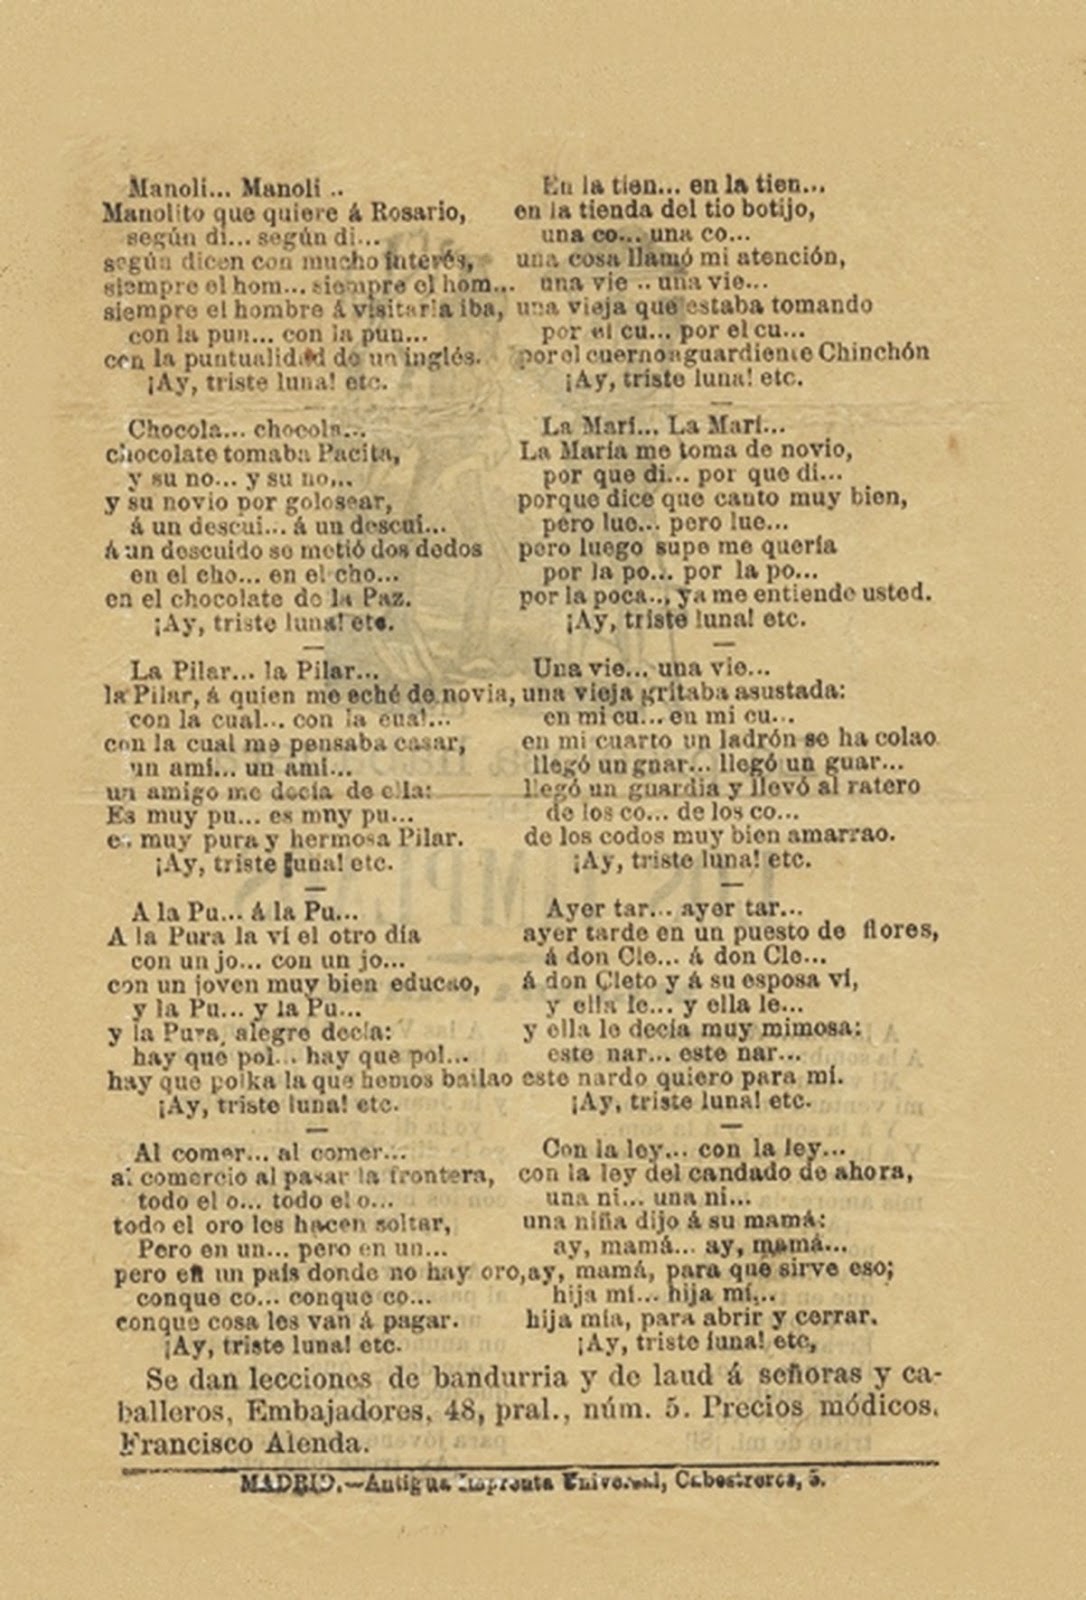 Manoli... Manoli ..
Manolito que quiere á Rosario,
según di... según di...
según dicen con mucho interés,
siempre el hom... siempre el hom...
siempre el hombre á visitarla iba,
con la pun... con la pun...
con la puntualidad de un inglés.
¡Ay, triste luna! etc.
Chocola... chocola...
chocolate tomaba Pacita,
y su no... y su no...
y su novio por golosear,
á un descui... á un descui...
á un descuido se metió dos dedos
en el cho... en el cho...
en el chocolate de la Paz.
¡Ay, triste luna! etc.
La Pilar... la Pilar...
la Pilar, á quien me eché de novia,
con la cual... con la cual...
con la cual me pensaba casar,
un ami... un ami...
un amigo me decía de ella:
Es muy pu... es mny pu...
es muy pura y hermosa Pilar.
¡Ay, triste luna! etc.
A la Pu... á la Pu...
A la Pura la ví el otro día
con un jo... con un jo...
con un joven muy bien educao,
y la Pu... y la Pu...
y la Pura, alegre decía:
hay que pol... hay que pol...
hay que polka la que hemos bailao
¡Ay, triste luna! etc.
Al comer... al comer...
al comercio al pasar la frontera,
todo el o... todo el o...
todo el oro les hacen soltar,
Pero en un... pero en un...
pero en un país donde no hay oro,
conque co... conque co...
conque cosa les van á pagar.
¡Ay, triste luna! etc.
En la tien... en la tien...
en la tienda del tio botijo,
una co... una co...
una cosa llamó mi atención,
una vie .. una vie...
una vieja que estaba tomando
por el cu... por el cu...
por el cuerno aguardiente Chinchón
¡Ay, triste luna! etc.
La Marí... La Marí...
La María me toma de novio,
por que di... por que di...
porque dice que canto muy bien,
pero lue... pero lue...
pero luego supe me quería
por la po... por la po...
por la poca.., ya me entiende usted.
¡Ay, triste luna! etc.
Una vie... una vie...
una vieja gritaba asustada:
en mi cu... en mi cu...
en mi cuarto un ladrón se ha colao
llegó un guar... llegó un guar...
llegó un guardia y llevó al ratero
de los co... de los co...
de los codos muy bien amarrao.
¡Ay, triste luna! etc.
Ayer tar... ayer tar...
ayer tarde en un puesto de flores,
á don Cle... á don Cle...
á don Cleto y á su esposa ví,
y ella le... y ella le...
y ella le decía muy mimosa:
este nar... este nar...
este nardo quiero para mí.
¡Ay, triste luna! etc.
Con la ley... con la ley...
con la ley del candado de ahora,
una ni... una ni...
una niña dijo á su mamá:
ay, mamá... ay, mamá...
ay, mamá, para qué sirve eso;
hija mí... hija mí...
hija mía, para abrir y cerrar.
¡Ay, triste luna! etc,
Se dan lecciones de bandurria y de laud á señoras y ca-
balleros, Embajadores, 48, pral., núm. 5. Precios módicos.
Francisco Alenda.
MADRID.—Antigua Imprenta Universal, Cabestreros, 5.